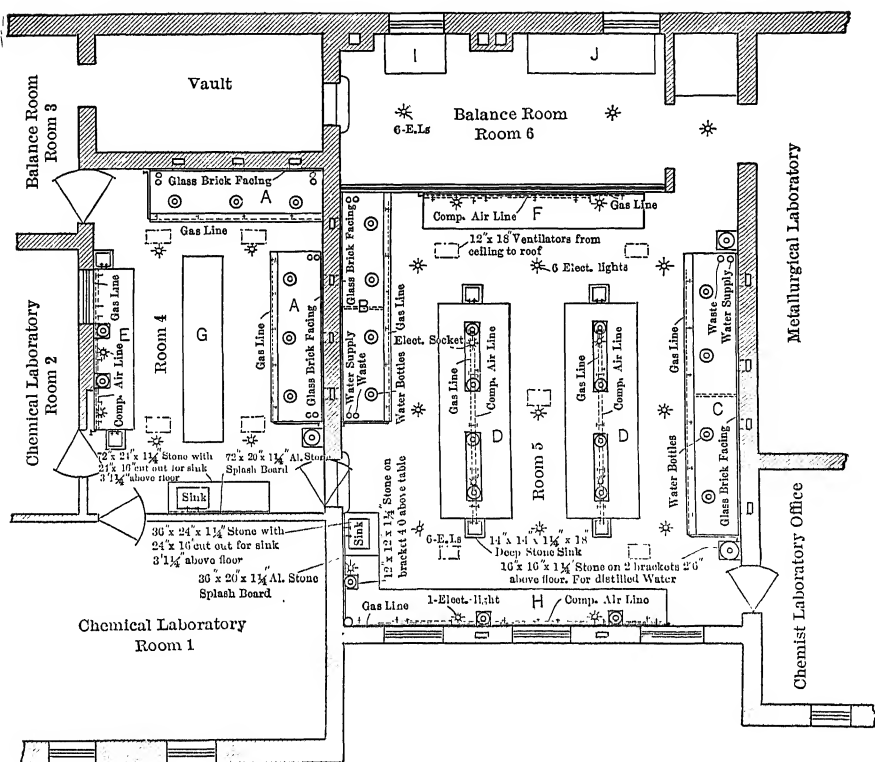 I
J
Vault
Balance Room
Room 3
6-E.Ls
Balance Room
Room 6
Glass Brick Facing
A
Gas Line
Comp. Air Line
F
Gas Line
12"x 18" Ventilators from
ceiling to roof
6 Elect. lights
Metallurgical Laboratory
Chemical Laboratory
Room 2
Gas Line
E
Comp. Air Line
Room 4
G
Gas Line
A
Glass Brick Facing
Glass Brick Facing
B
Gas Line
Water Supply
Waste
Water Bottles
Elect. Socket
Gas Line
Comp. Air Line
D
Gas Line
Comp. Air Line
D
Room 5
Gas Line
Waste
Water Supply
C
Water Bottles
Glass Brick Facing
72"x 24"x 1¼" Stone with
24"x 16"cut out for sink
3'1¼"above floor
72"x 20"x 1¼" Al. Stone
Splash Board
Sink
36"x 24"x 1¼" Stone with
24"x 16"cut out for sink
3'1¼"above floor
36"x 20"x 1¼" Al. Stone
Splash Board
Sink
12"x 12 x 1¼" Stone on
bracket 4'0 above table
6-E.Ls
14"x 14"x 1¼"x 18"
Deep Stone Sink
16"x 16"x 1¼" Stone on 2 brackets 2'6"
above floor. For distilled Water
Gas Line
1-Elect.-light
H
Comp. Air Line
Chemical Laboratory
Room 1
Chemist Laboratory Office